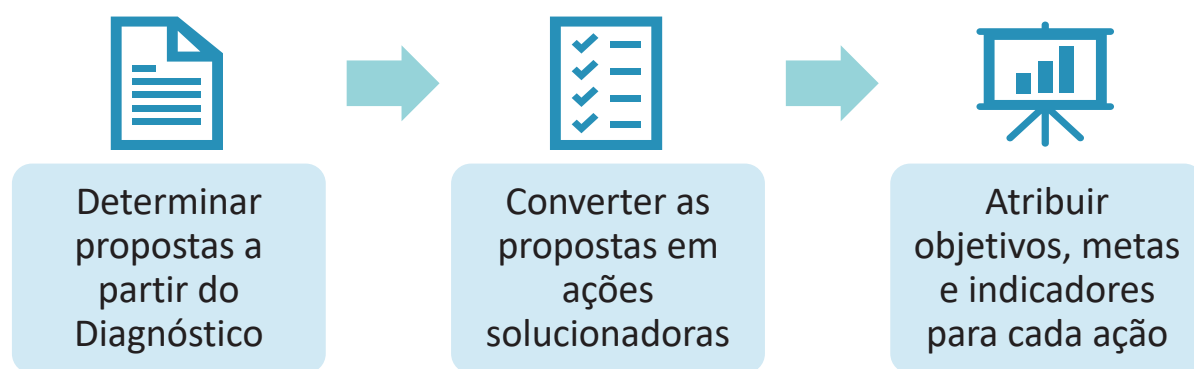 Determinar
propostas a
partir do
Diagnóstico
Converter as
propostas em
ações
solucionadoras
Atribuir
objetivos, metas
e indicadores
para cada ação